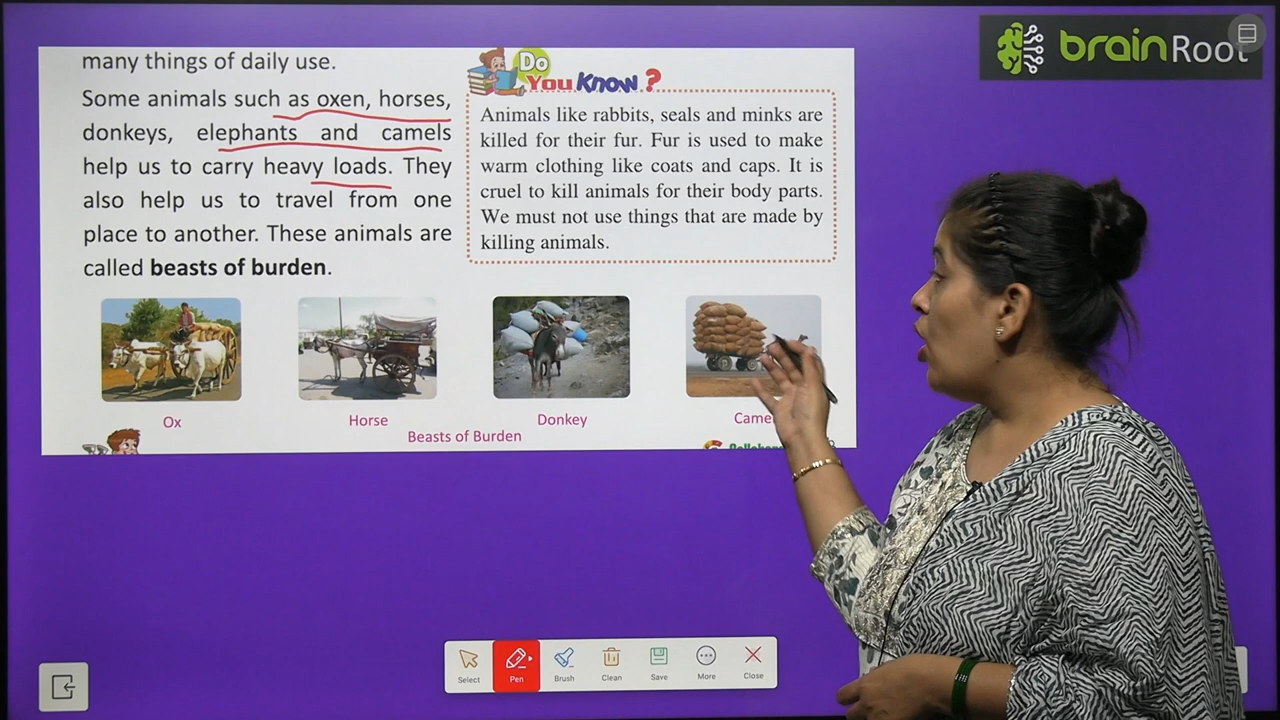 many things of daily use.
Some animals such as oxen, horses,
donkeys, elephants and camels
help us to carry heavy loads. They
also help us to travel from one
place to another. These animals are
called beasts of burden.
Do
You Know?
Animals like rabbits, seals and minks are
killed for their fur. Fur is used to make
warm clothing like coats and caps. It is
cruel to kill animals for their body parts.
We must not use things that are made by
killing animals.
Ox
Horse
Donkey
Beasts of Burden
brainRoot
Select
Pen
Brush
Clean
Save
More
Close